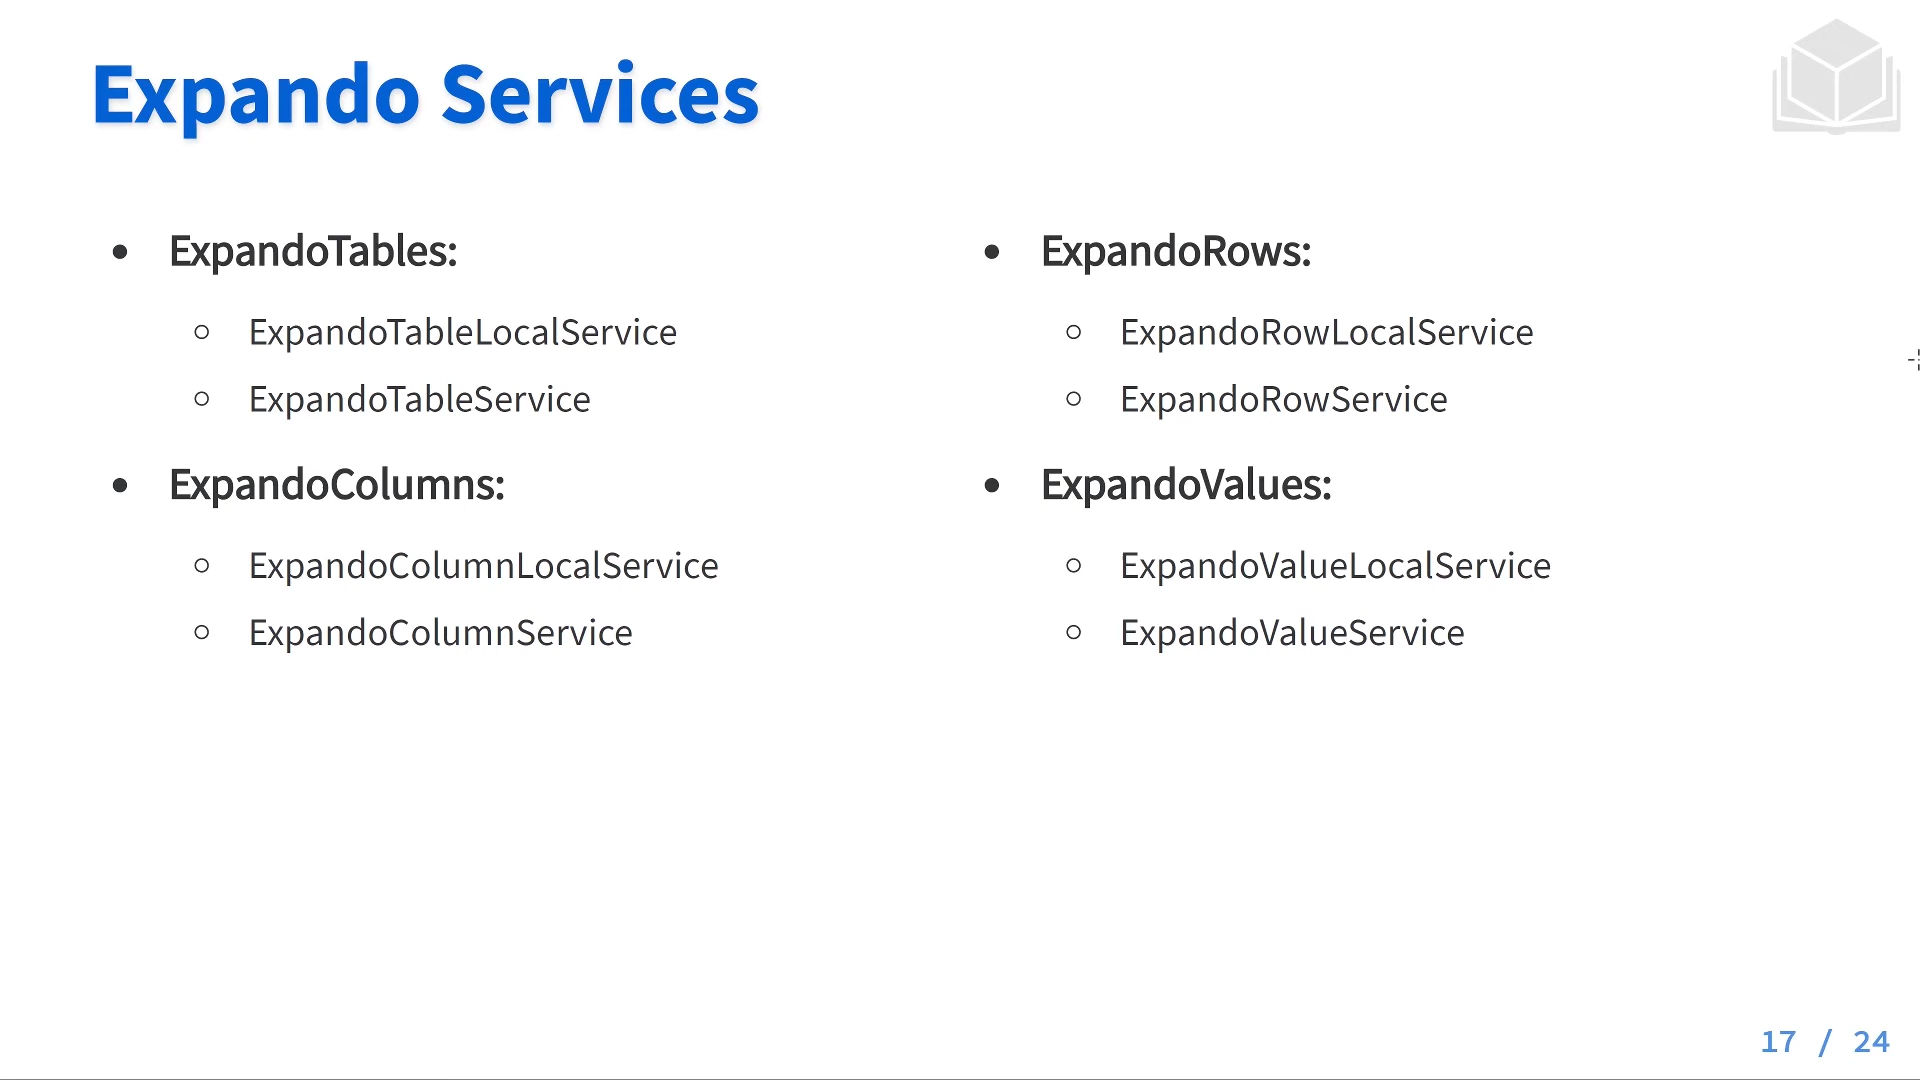 Expando Services
ExpandoTables:
ExpandoTableLocalService
ExpandoTableService
ExpandoColumns:
ExpandoColumnLocalService
ExpandoColumnService
ExpandoRows:
ExpandoRowLocalService
ExpandoRowService
ExpandoValues:
ExpandoValueLocalService
ExpandoValueService
17 / 24